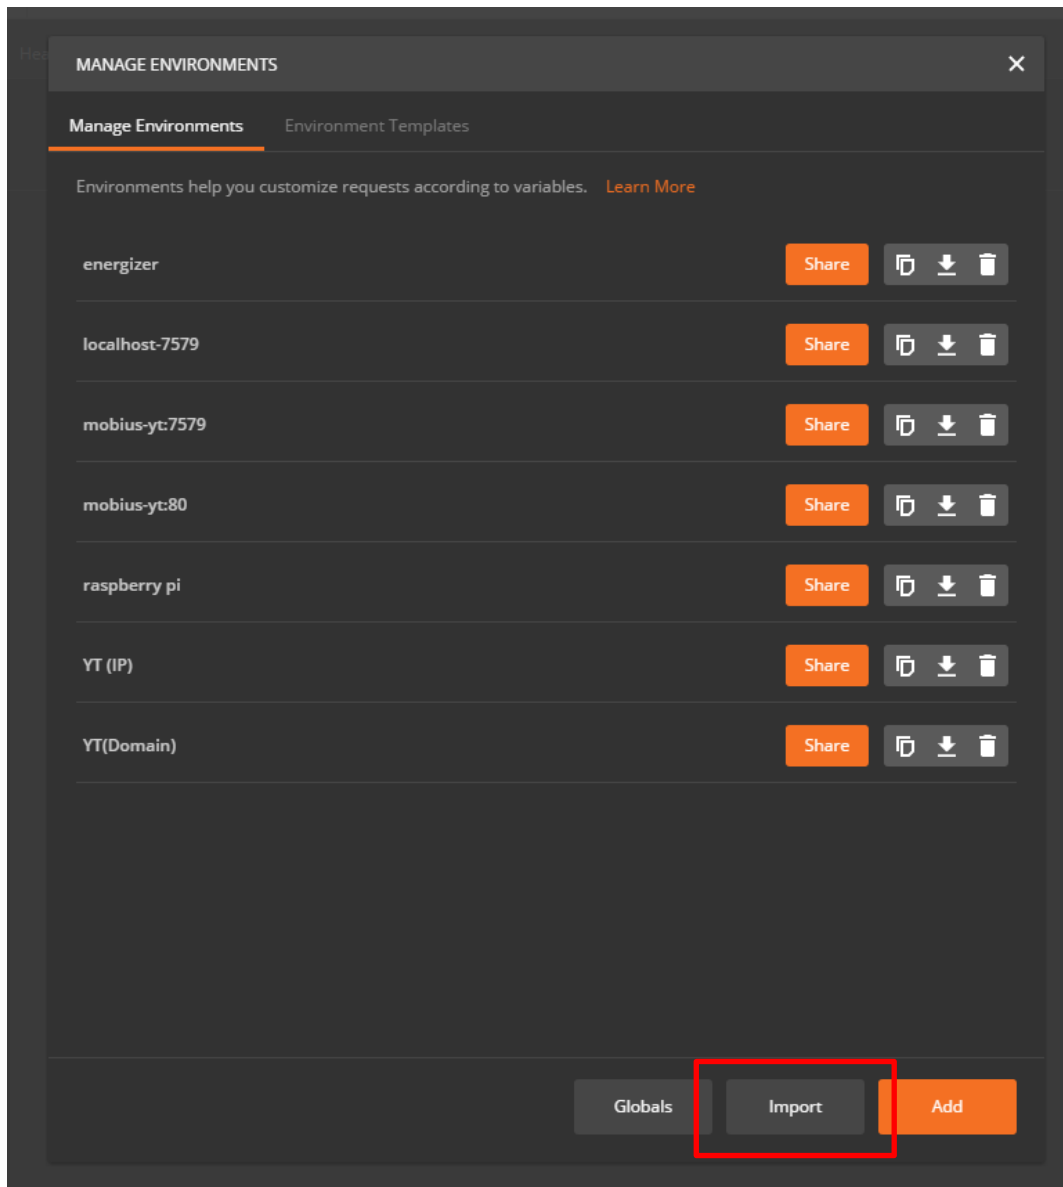 Hea
MANAGE ENVIRONMENTS
Manage Environments Environment Templates
Environments help you customize requests according to variables. Learn More
energizer Share
localhost-7579 Share
mobius-yt:7579 Share
mobius-yt:80 Share
raspberry pi Share
YT (IP) Share
YT(Domain) Share
Globals Import Add